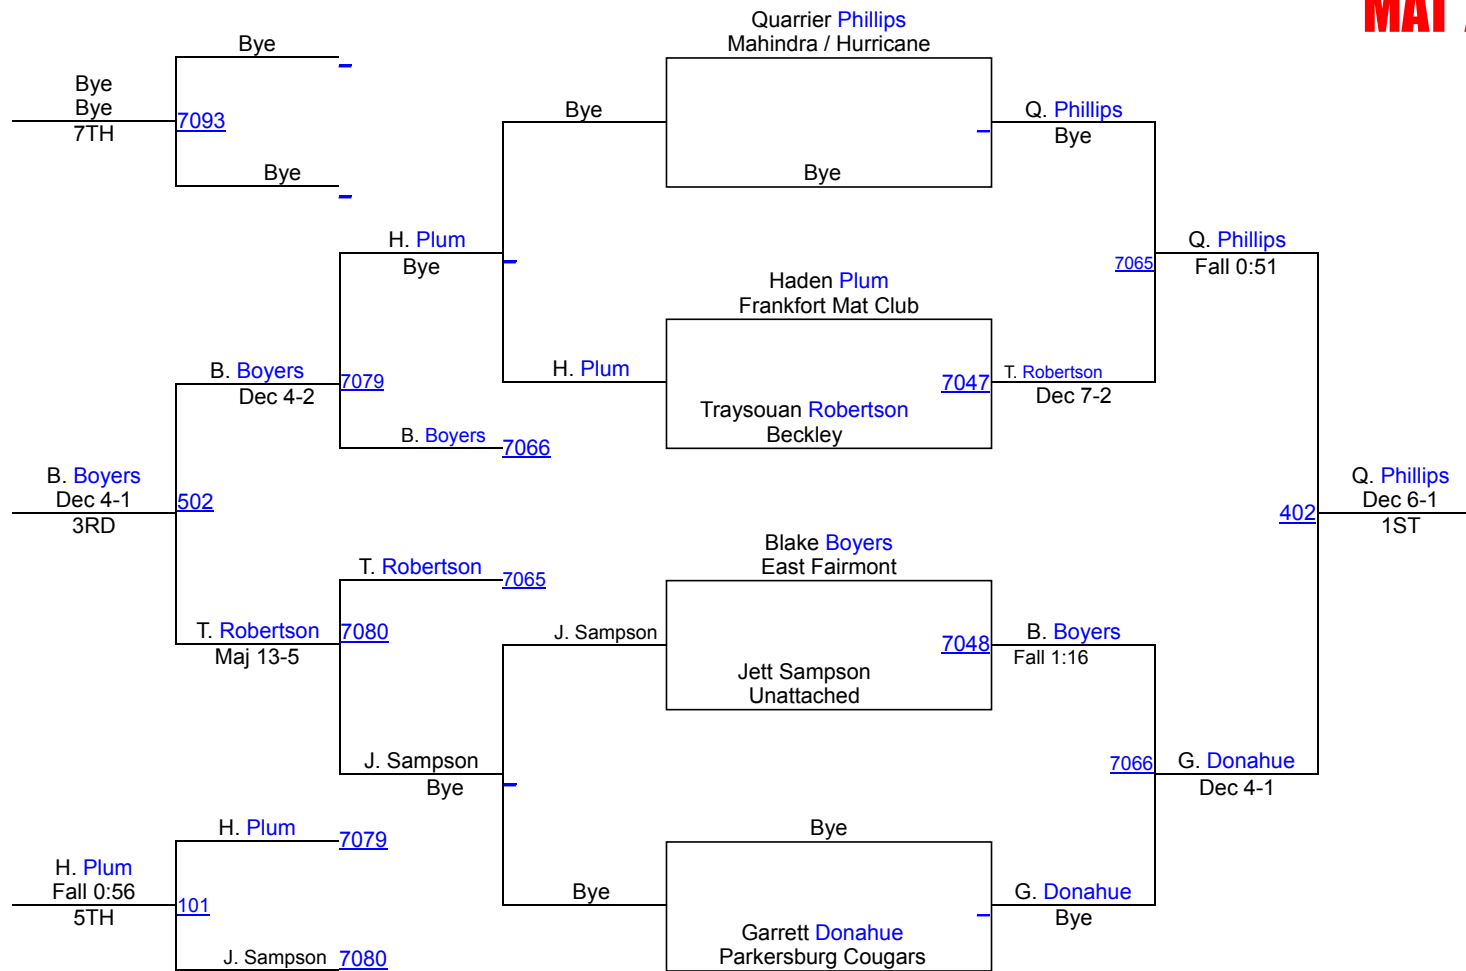 MAT
Quarrier Phillips
Mahindra / Hurricane
Bye
Bye
Bye
7TH
7093
Bye
Bye
Q. Phillips
Bye
Bye
H. Plum
Bye
Q. Phillips
Fall 0:51
7065
Haden Plum
Frankfort Mat Club
B. Boyers
Dec 4-2
7079
H. Plum
7047
T. Robertson
Dec 7-2
Traysouan Robertson
Beckley
B. Boyers
7066
B. Boyers
Dec 4-1
3RD
502
402
Q. Phillips
Dec 6-1
1ST
Blake Boyers
East Fairmont
T. Robertson
7065
T. Robertson
Maj 13-5
7080
J. Sampson
7048
B. Boyers
Fall 1:16
Jett Sampson
Unattached
J. Sampson
Bye
7066
G. Donahue
Dec 4-1
H. Plum
7079
Bye
H. Plum
Fall 0:56
5TH
101
Bye
G. Donahue
Bye
Garrett Donahue
Parkersburg Cougars
J. Sampson
7080